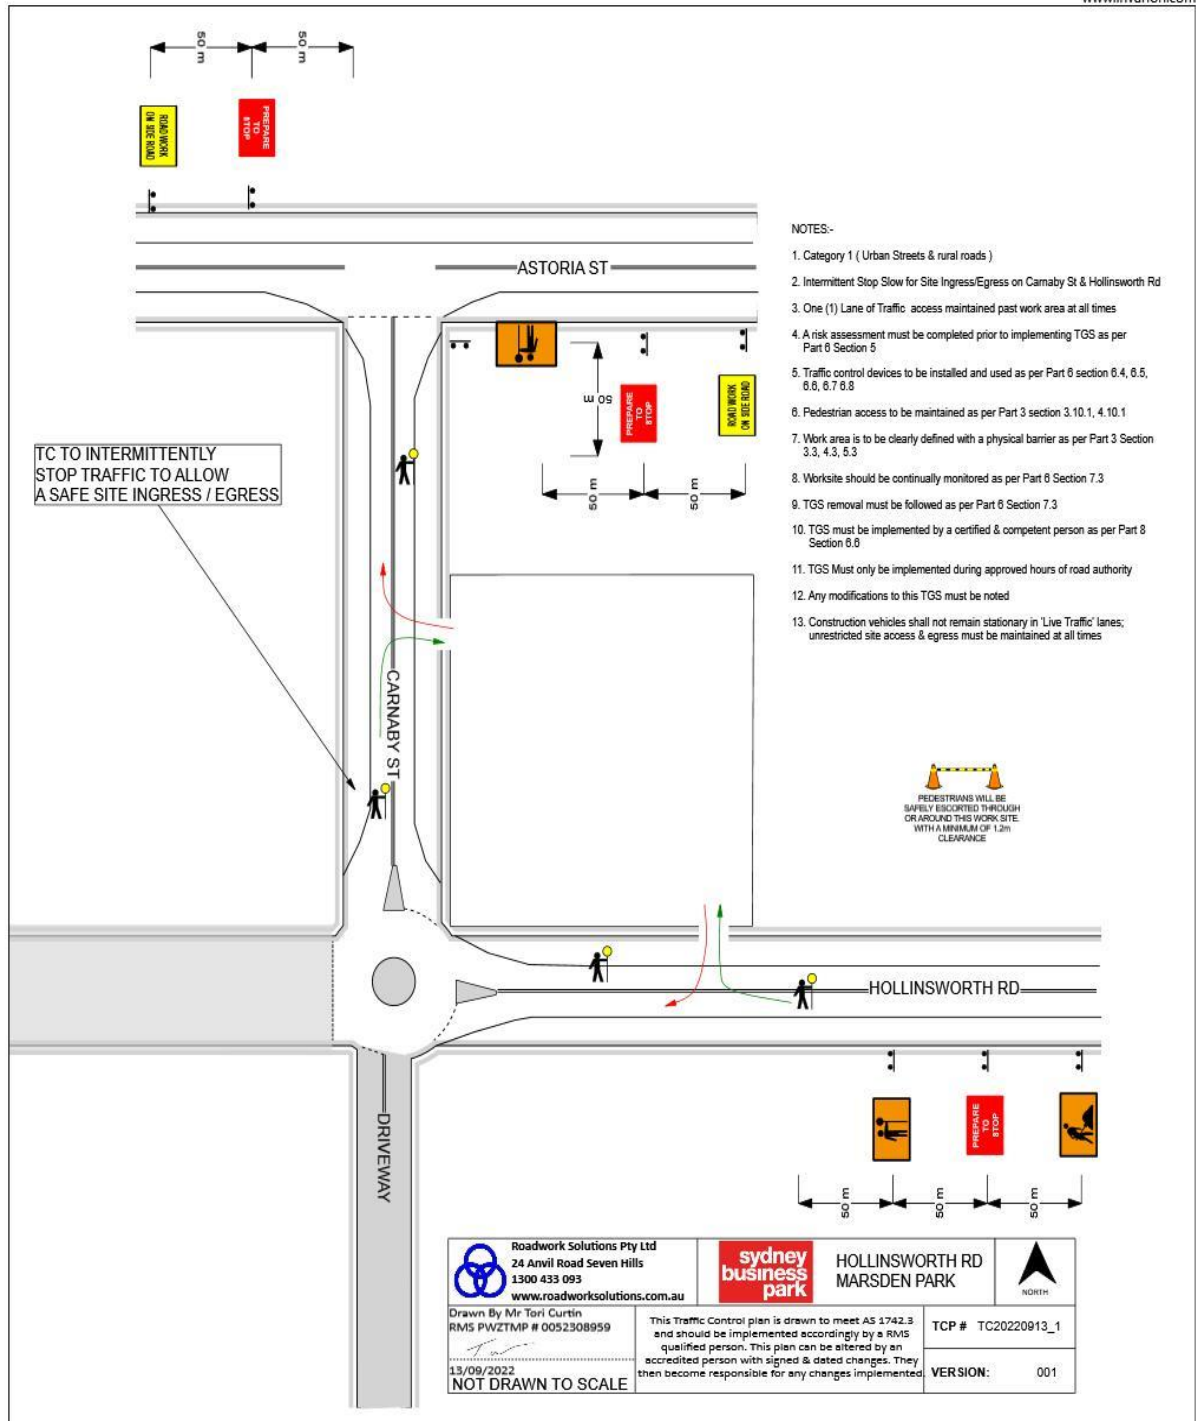 www.invarion.com
50 m
50 m
ROAD WORK
ON SIDE ROAD
PREPARE
TO
STOP
ASTORIA ST
NOTES:-
1. Category 1 ( Urban Streets & rural roads )
2. Intermittent Stop Slow for Site Ingress/Egress on Carnaby St & Hollinsworth Rd
3. One (1) Lane of Traffic access maintained past work area at all times
4. A risk assessment must be completed prior to implementing TGS as per
Part 6 Section 5
5. Traffic control devices to be installed and used as per Part 6 section 6.4, 6.5,
6.6, 6.7 6.8
6. Pedestrian access to be maintained as per Part 3 section 3.10.1, 4.10.1
7. Work area is to be clearly defined with a physical barrier as per Part 3 Section
3.3, 4.3, 5.3
8. Worksite should be continually monitored as per Part 6 Section 7.3
9. TGS removal must be followed as per Part 6 Section 7.3
10. TGS must be implemented by a certified & competent person as per Part 8
Section 6.6
11. TGS Must only be implemented during approved hours of road authority
12. Any modifications to this TGS must be noted
13. Construction vehicles shall not remain stationary in 'Live Traffic' lanes;
unrestricted site access & egress must be maintained at all times
50 m
PREPARE
TO
STOP
ROAD WORK
ON SIDE ROAD
50 m
50 m
TC TO INTERMITTENTLY
STOP TRAFFIC TO ALLOW
A SAFE SITE INGRESS / EGRESS
CARNABY ST
PEDESTRIANS WILL BE
SAFELY ESCORTED THROUGH
OR AROUND THIS WORK SITE.
WITH A MINIMUM OF 1.2m
CLEARANCE
HOLLINSWORTH RD
DRIVEWAY
PREPARE
TO
STOP
50 m
50 m
50 m
Roadwork Solutions Pty Ltd
24 Anvil Road Seven Hills
1300 433 093
www.roadworksolutions.com.au
sydney
business
park
HOLLINSWORTH RD
MARSDEN PARK
NORTH
Drawn By Mr Tori Curtin
RMS PWZTMP # 0052308959
13/09/2022
NOT DRAWN TO SCALE
This Traffic Control plan is drawn to meet AS 1742.3
and should be implemented accordingly by a RMS
qualified person. This plan can be altered by an
accredited person with signed & dated changes. They
then become responsible for any changes implemented.
TCP # TC20220913_1
VERSION: 001